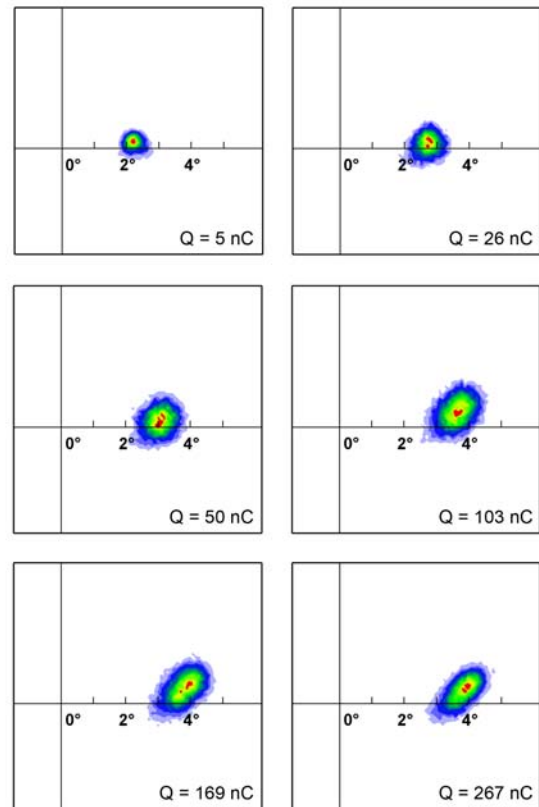 0° 2° 4°
Q = 5 nC
0° 2° 4°
Q = 26 nC
0° 2° 4°
Q = 50 nC
0° 2° 4°
Q = 103 nC
0° 2° 4°
Q = 169 nC
0° 2° 4°
Q = 267 nC